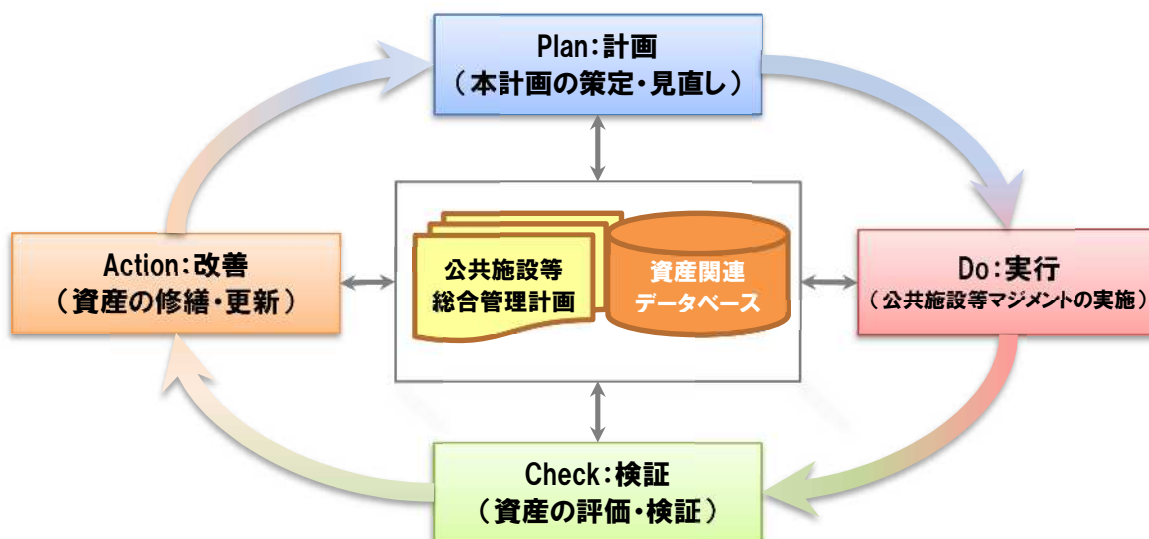 Plan:計画
(本計画の策定・見直し)
公共施設等
総合管理計画
資産関連
データベース
Action:改善
(資産の修繕・更新)
Do:実行
(公共施設等マジメントの実施)
Check:検証
(資産の評価・検証)